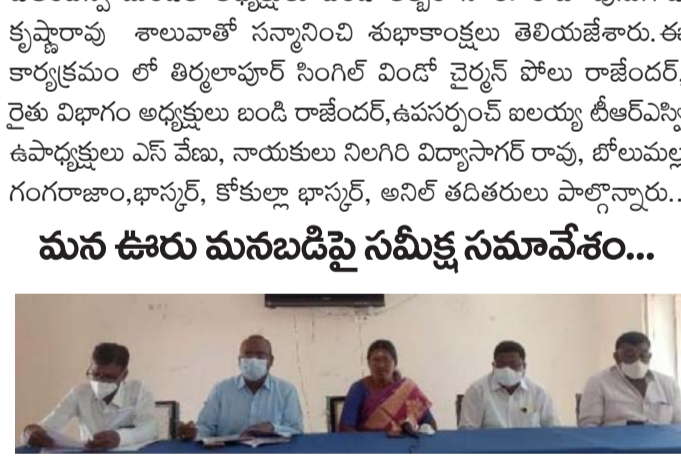 కృష్ణారావు శాలువాతో సన్మానించి శుభాకాంక్షలు తెలియజేశారు. ఈ
కార్యక్రమం లో తిర్మలాపూర్ సింగిల్ విండో చైర్మన్ పోలు రాజేందర్,
రైతు విభాగం అధ్యక్షులు బండి రాజేందర్,ఉపసర్పంచ్ ఐలయ్య టీఆర్ఎస్వి
ఉపాధ్యక్షులు ఎస్ వేణు, నాయకులు నిలగిరి విద్యాసాగర్ రావు, బోలుమల్ల
గంగరాజాం,భాస్కర్, కోకుల్లా భాస్కర్, అనిల్ తదితరులు పాల్గొన్నారు..
మన ఊరు మనబడిపై సమీక్ష సమావేశం...